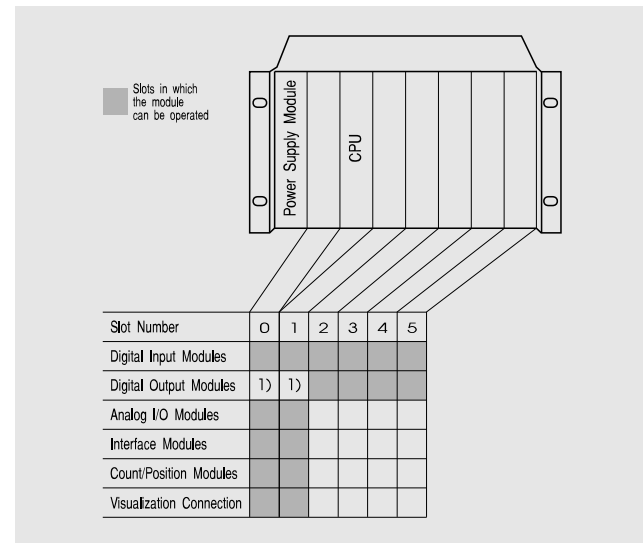 Slots in which
the module
can be operated
Power Supply Module
CPU
Slot Number 0 1 2 3 4 5
Digital Input Modules
Digital Output Modules 1) 1)
Analog I/O Modules
Interface Modules
Count/Position Modules
Visualization Connection